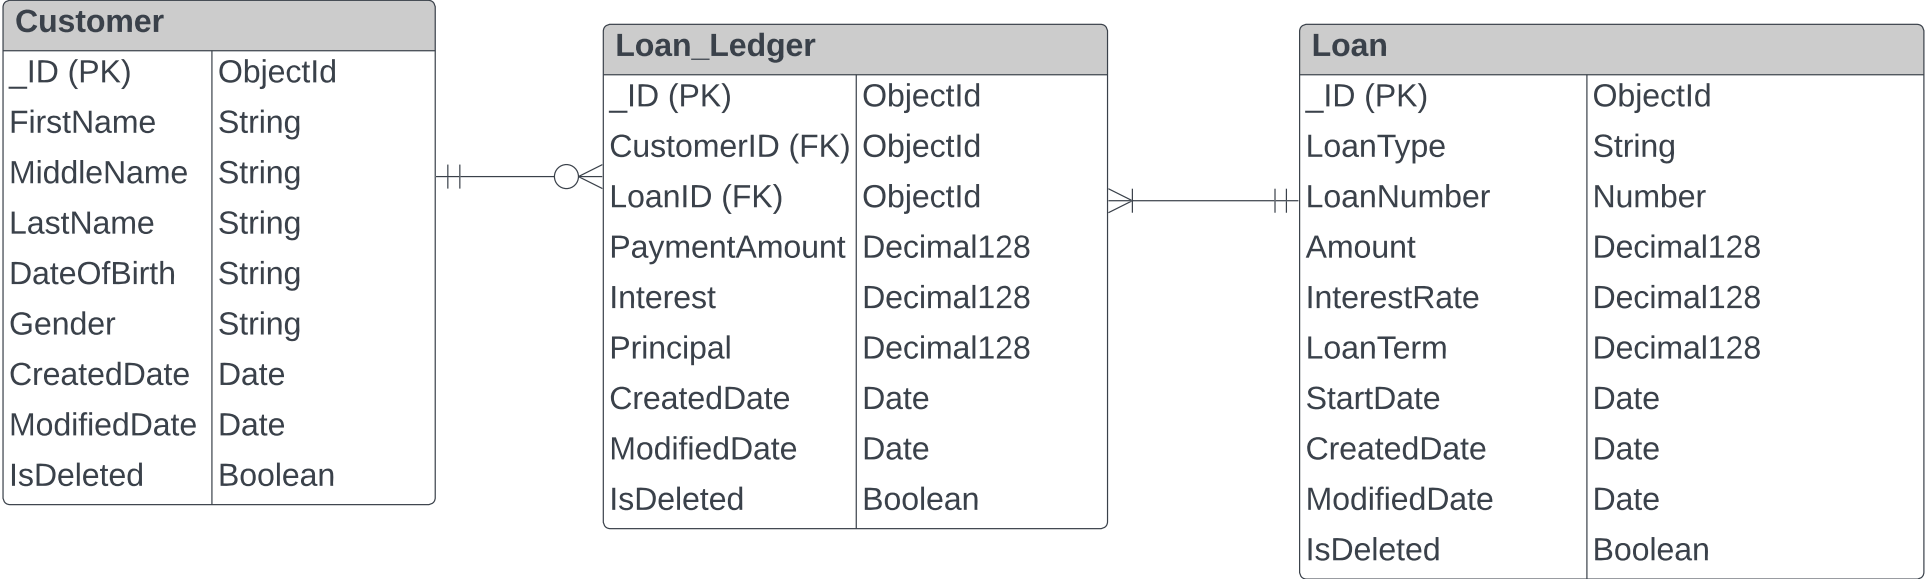 Customer
_ID (PK) ObjectId
FirstName String
MiddleName String
LastName String
DateOfBirth String
Gender String
CreatedDate Date
ModifiedDate Date
IsDeleted Boolean
Loan_Ledger
_ID (PK) ObjectId
CustomerID (FK) ObjectId
LoanID (FK) ObjectId
PaymentAmount Decimal128
Interest Decimal128
Principal Decimal128
CreatedDate Date
ModifiedDate Date
IsDeleted Boolean
Loan
_ID (PK) ObjectId
LoanType String
LoanNumber Number
Amount Decimal128
InterestRate Decimal128
LoanTerm Decimal128
StartDate Date
CreatedDate Date
ModifiedDate Date
IsDeleted Boolean